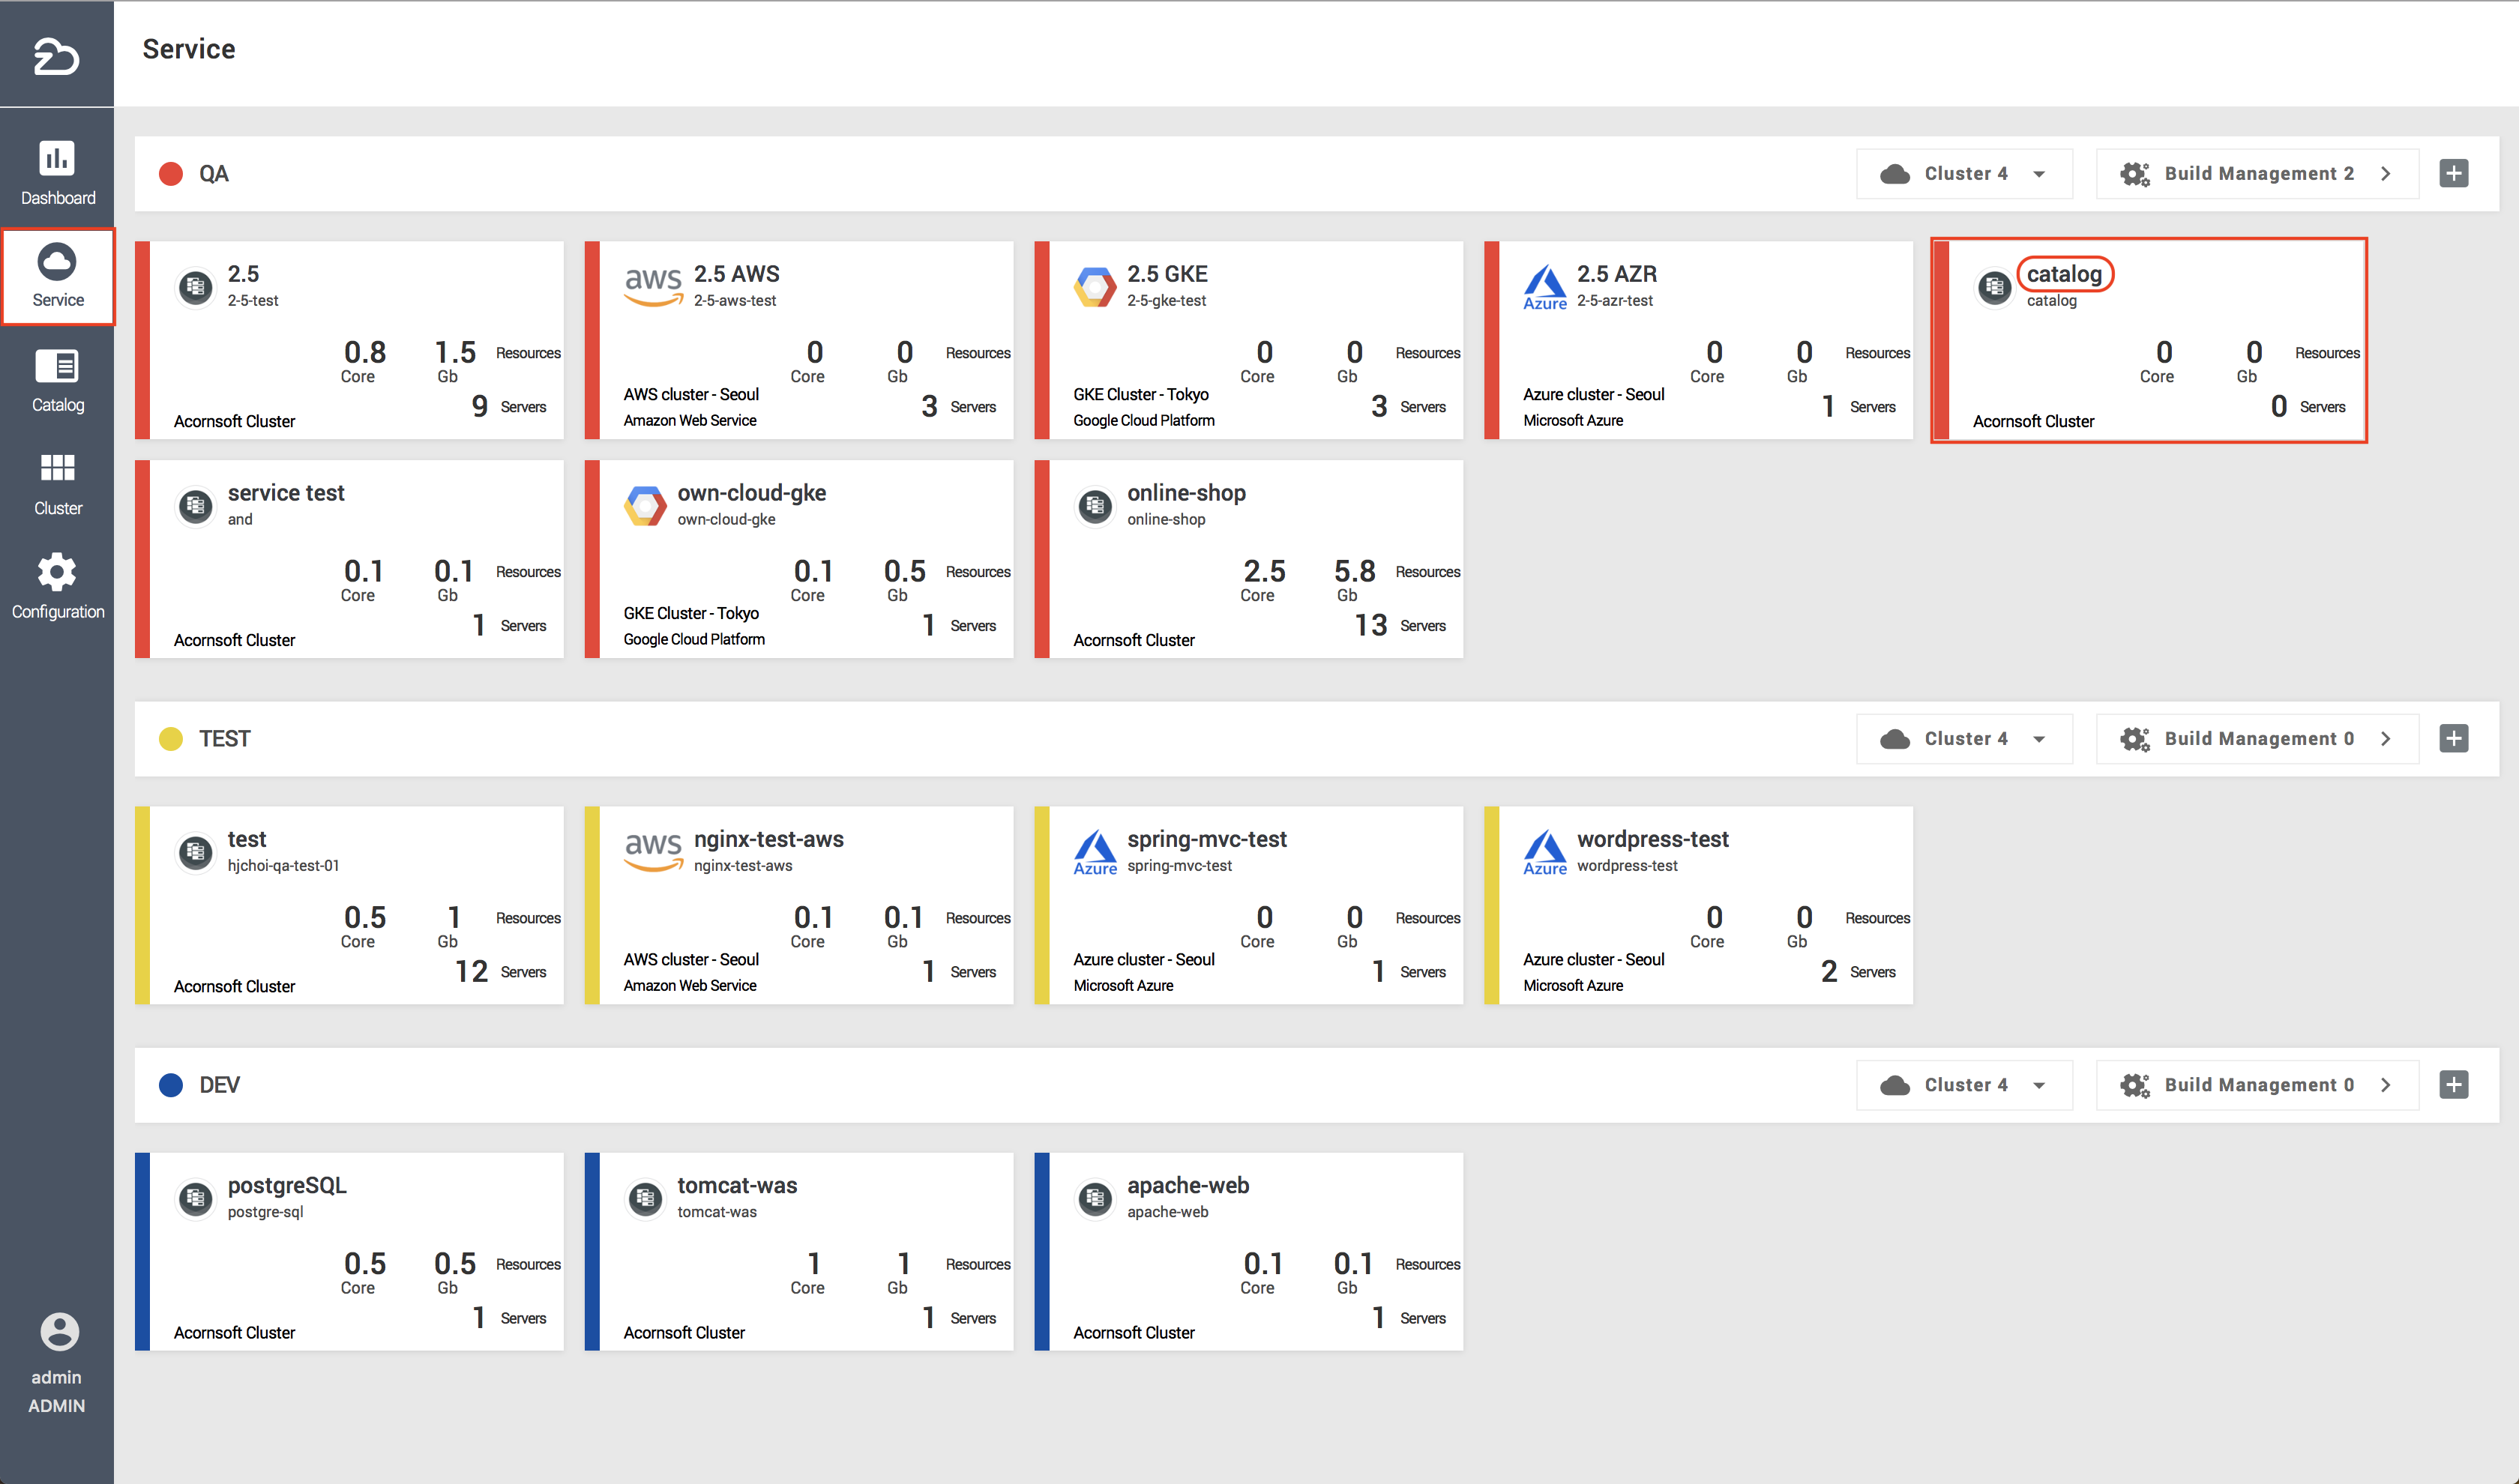 Service
Dashboard
Service
Catalog
Cluster
Configuration
admin
ADMIN
QA
Cluster 4
Build Management 2
2.5
2-5-test
0.8 1.5 Resources
Core Gb
9 Servers
Acornsoft Cluster
aws
2.5 AWS
2-5-aws-test
0 0 Resources
Core Gb
AWS cluster - Seoul
3 Servers
Amazon Web Service
2.5 GKE
2-5-gke-test
0 0 Resources
Core Gb
GKE Cluster - Tokyo
3 Servers
Google Cloud Platform
Azure
2.5 AZR
2-5-azr-test
0 0 Resources
Core Gb
Azure cluster - Seoul
1 Servers
Microsoft Azure
catalog
catalog
0 0 Resources
Core Gb
0 Servers
Acornsoft Cluster
service test
and
0.1 0.1 Resources
Core Gb
1 Servers
Acornsoft Cluster
own-cloud-gke
own-cloud-gke
0.1 0.5 Resources
Core Gb
GKE Cluster - Tokyo
1 Servers
Google Cloud Platform
online-shop
online-shop
2.5 5.8 Resources
Core Gb
13 Servers
Acornsoft Cluster
TEST
Cluster 4
Build Management 0
test
hjchoi-qa-test-01
0.5 1 Resources
Core Gb
12 Servers
Acornsoft Cluster
aws
nginx-test-aws
nginx-test-aws
0.1 0.1 Resources
Core Gb
AWS cluster - Seoul
1 Servers
Amazon Web Service
Azure
spring-mvc-test
spring-mvc-test
0 0 Resources
Core Gb
Azure cluster - Seoul
1 Servers
Microsoft Azure
Azure
wordpress-test
wordpress-test
0 0 Resources
Core Gb
Azure cluster - Seoul
2 Servers
Microsoft Azure
DEV
Cluster 4
Build Management 0
postgreSQL
postgre-sql
0.5 0.5 Resources
Core Gb
1 Servers
Acornsoft Cluster
tomcat-was
tomcat-was
1 1 Resources
Core Gb
1 Servers
Acornsoft Cluster
apache-web
apache-web
0.1 0.1 Resources
Core Gb
1 Servers
Acornsoft Cluster